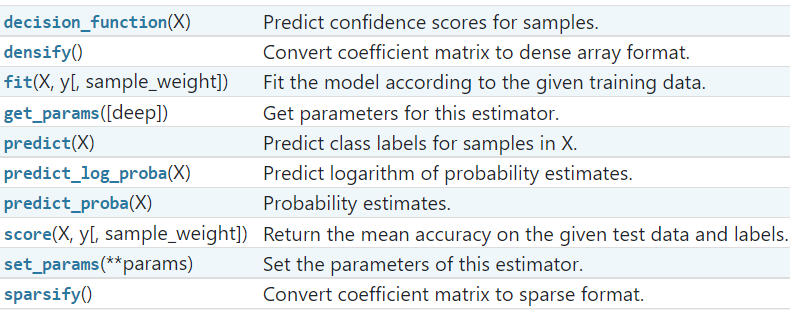 decision_function(X) Predict confidence scores for samples.
densify() Convert coefficient matrix to dense array format.
fit(X, y[, sample_weight]) Fit the model according to the given training data.
get_params([deep]) Get parameters for this estimator.
predict(X) Predict class labels for samples in X.
predict_log_proba(X) Predict logarithm of probability estimates.
predict_proba(X) Probability estimates.
score(X, y[, sample_weight]) Return the mean accuracy on the given test data and labels.
set_params(**params) Set the parameters of this estimator.
sparsify() Convert coefficient matrix to sparse format.